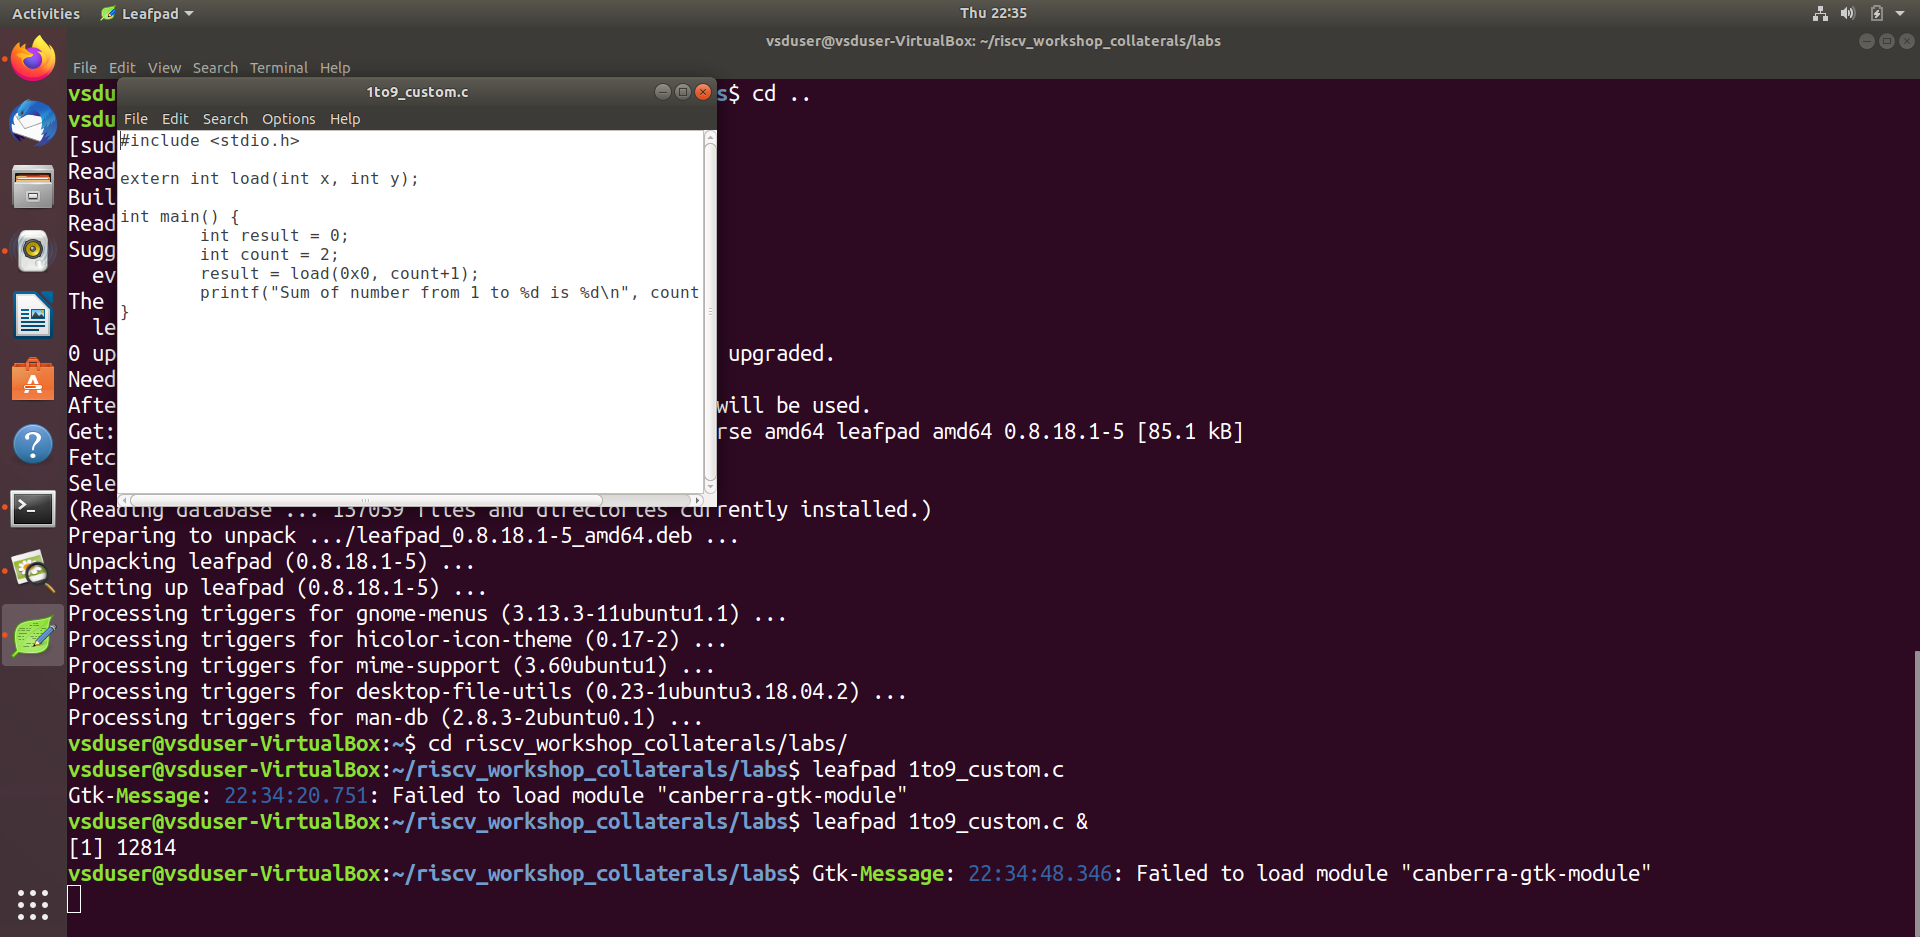 Activities Leafpad Thu 22:35
vsduser@vsduser-VirtualBox: ~/riscv_workshop_collaterals/labs
File Edit View Search Terminal Help
1to9_custom.c
File Edit Search Options Help
#include <stdio.h>
extern int load(int x, int y);
int main() {
int result = 0;
int count = 2;
result = load(0x0, count+1);
printf("Sum of number from 1 to %d is %d\n", count
}
vsdu s$ cd ..
vsdu
[sud
Read
Buil
Read
Sugg
ev
The
le
0 up upgraded.
Need
Afte will be used.
Get: rse amd64 leafpad amd64 0.8.18.1-5 [85.1 kB]
Fetc
Sele
(Reading database ... 137059 files and directories currently installed.)
Preparing to unpack .../leafpad_0.8.18.1-5_amd64.deb ...
Unpacking leafpad (0.8.18.1-5) ...
Setting up leafpad (0.8.18.1-5) ...
Processing triggers for gnome-menus (3.13.3-11ubuntu1.1) ...
Processing triggers for hicolor-icon-theme (0.17-2) ...
Processing triggers for mime-support (3.60ubuntu1) ...
Processing triggers for desktop-file-utils (0.23-1ubuntu3.18.04.2) ...
Processing triggers for man-db (2.8.3-2ubuntu0.1) ...
vsduser@vsduser-VirtualBox:~$ cd riscv_workshop_collaterals/labs/
vsduser@vsduser-VirtualBox:~/riscv_workshop_collaterals/labs$ leafpad 1to9_custom.c
Gtk-Message: 22:34:20.751: Failed to load module "canberra-gtk-module"
vsduser@vsduser-VirtualBox:~/riscv_workshop_collaterals/labs$ leafpad 1to9_custom.c &
[1] 12814
vsduser@vsduser-VirtualBox:~/riscv_workshop_collaterals/labs$ Gtk-Message: 22:34:48.346: Failed to load module "canberra-gtk-module"